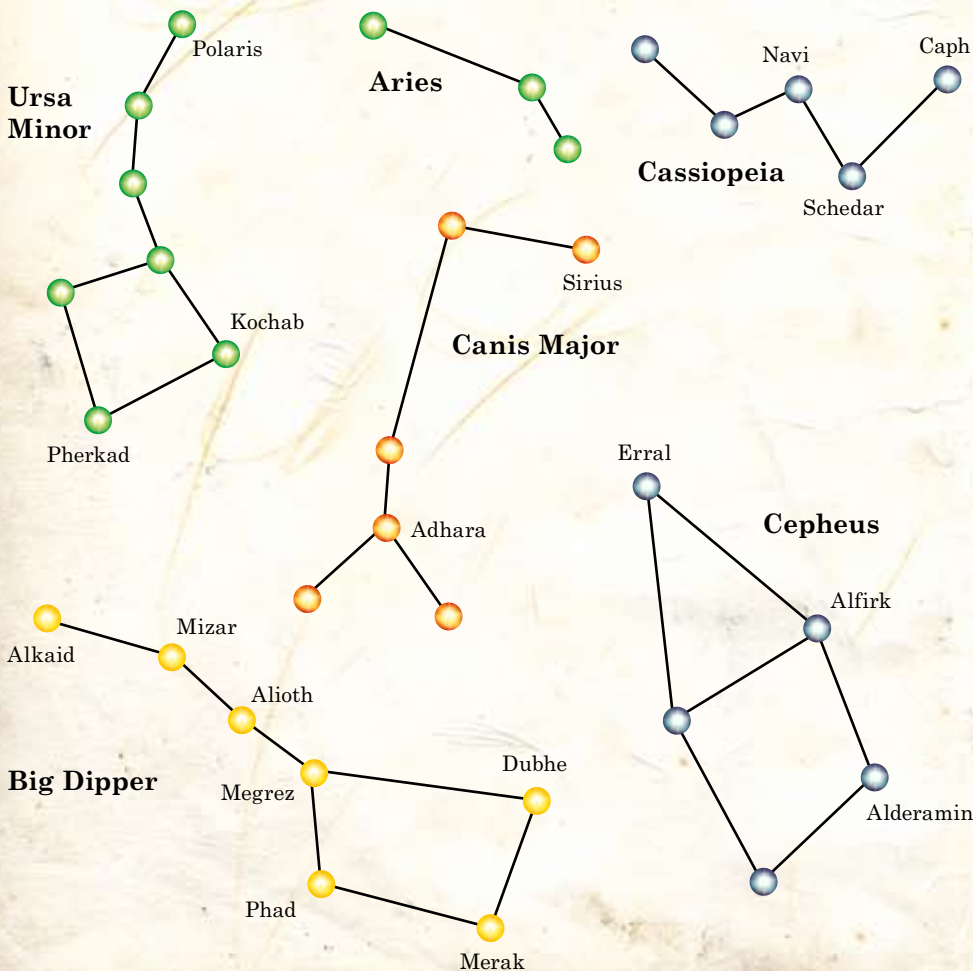 Polaris
Ursa
Minor
Kochab
Pherkad
Aries
Navi
Caph
Cassiopeia
Schedar
Sirius
Canis Major
Adhara
Erral
Cepheus
Alfirk
Alderamin
Alkaid
Mizar
Alioth
Big Dipper
Megrez
Dubhe
Phad
Merak